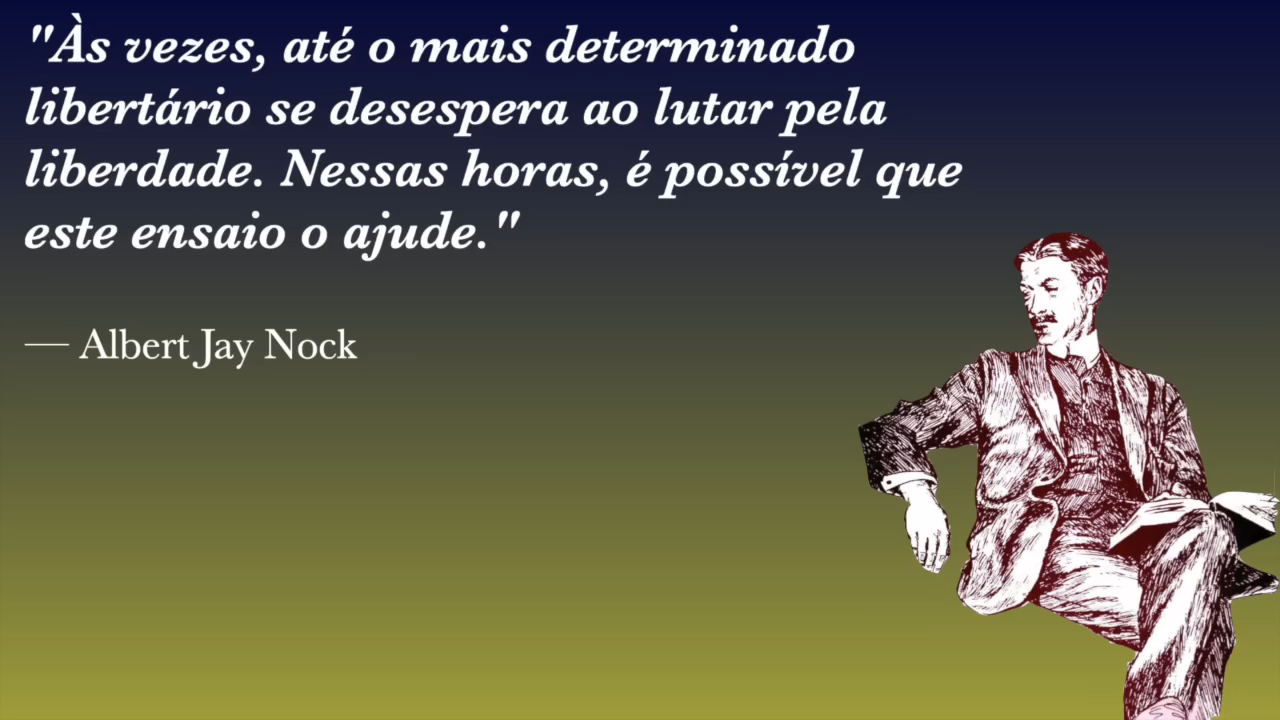 "Às vezes, até o mais determinado
libertário se desespera ao lutar pela
liberdade. Nessas horas, é possível que
este ensaio o ajude."
— Albert Jay Nock